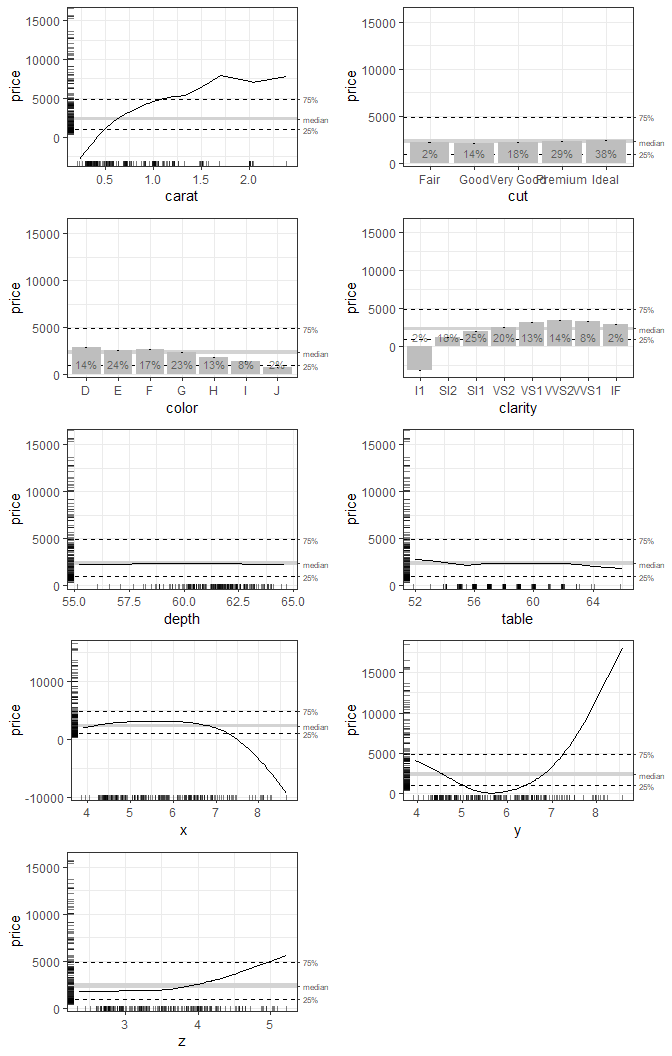 15000
10000
5000
0
price
75%
median
25%
0.5 1.0 1.5 2.0
carat
15000
10000
5000
0
price
75%
median
25%
2% 14% 18% 29% 38%
Fair Good Very Good Premium Ideal
cut
15000
10000
5000
0
price
75%
median
25%
14% 24% 17% 23% 13% 8% 2%
D E F G H I J
color
15000
10000
5000
0
price
75%
median
25%
2% 18% 25% 20% 13% 14% 8% 2%
I1 SI2 SI1 VS2 VS1 VVS2 VVS1 IF
clarity
15000
10000
5000
0
price
75%
median
25%
55.0 57.5 60.0 62.5 65.0
depth
15000
10000
5000
0
price
75%
median
25%
52 56 60 64
table
10000
0
-10000
price
75%
median
25%
4 5 6 7 8
x
15000
10000
5000
0
price
75%
median
25%
4 5 6 7 8
y
15000
10000
5000
0
price
75%
median
25%
3 4 5
z